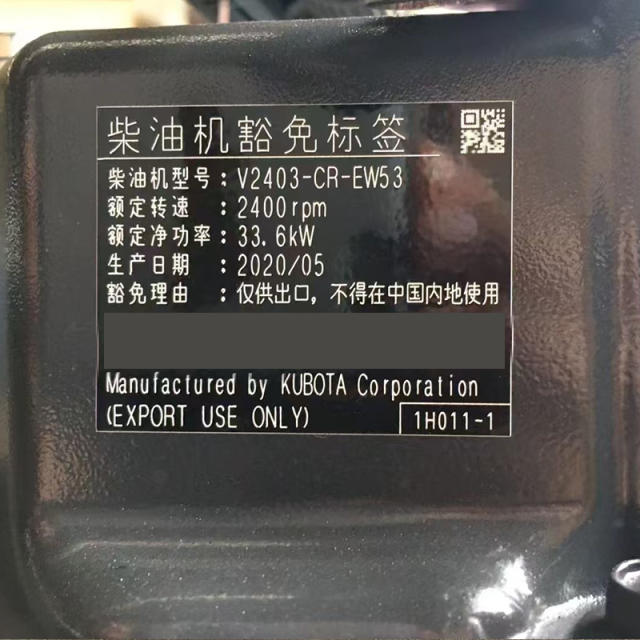 柴油机豁免标签
柴油机型号：V2403-CR-EW53
额定转速：2400rpm
额定净功率：33.6kW
生产日期：2020/05
豁免理由：仅供出口，不得在中国内地使用
Manufactured by KUBOTA Corporation
(EXPORT USE ONLY)
1H011-1